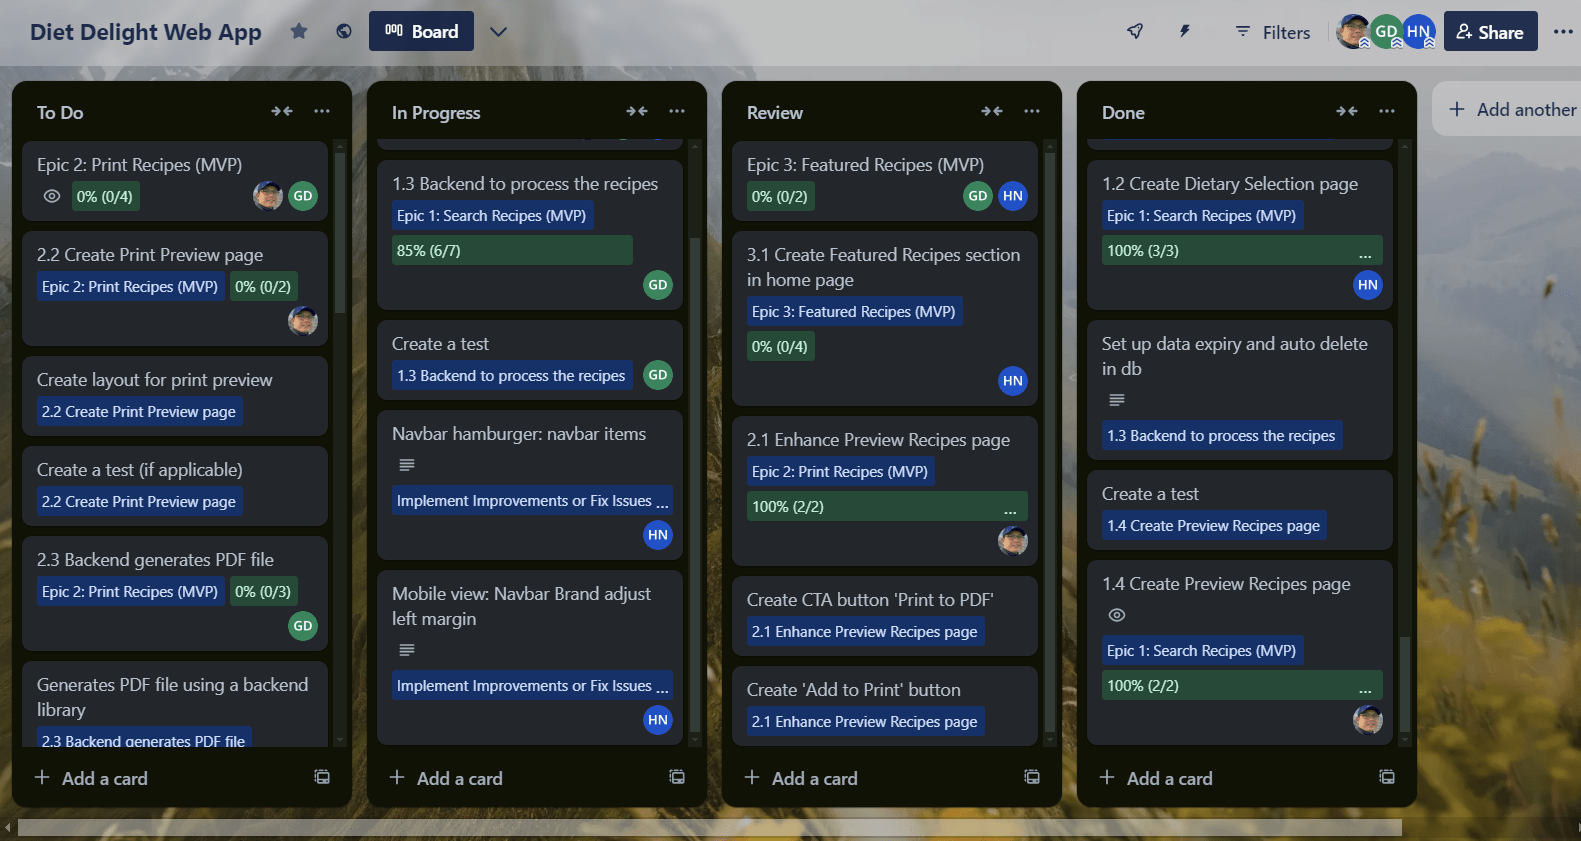 Diet Delight Web App
Board
Filters
GD
HN
Share
To Do
Epic 2: Print Recipes (MVP)
0% (0/4)
GD
2.2 Create Print Preview page
Epic 2: Print Recipes (MVP)
0% (0/2)
Create layout for print preview
2.2 Create Print Preview page
Create a test (if applicable)
2.2 Create Print Preview page
2.3 Backend generates PDF file
Epic 2: Print Recipes (MVP)
0% (0/3)
GD
Generates PDF file using a backend
library
2.3 Backend generates PDF file
Add a card
In Progress
1.3 Backend to process the recipes
Epic 1: Search Recipes (MVP)
85% (6/7)
GD
Create a test
1.3 Backend to process the recipes
GD
Navbar hamburger: navbar items
Implement Improvements or Fix Issues ...
HN
Mobile view: Navbar Brand adjust
left margin
Implement Improvements or Fix Issues ...
HN
Add a card
Review
Epic 3: Featured Recipes (MVP)
0% (0/2)
GD
HN
3.1 Create Featured Recipes section
in home page
Epic 3: Featured Recipes (MVP)
0% (0/4)
HN
2.1 Enhance Preview Recipes page
Epic 2: Print Recipes (MVP)
100% (2/2) ...
Create CTA button 'Print to PDF'
2.1 Enhance Preview Recipes page
Create 'Add to Print' button
2.1 Enhance Preview Recipes page
Add a card
Done
1.2 Create Dietary Selection page
Epic 1: Search Recipes (MVP)
100% (3/3) ...
HN
Set up data expiry and auto delete
in db
1.3 Backend to process the recipes
Create a test
1.4 Create Preview Recipes page
1.4 Create Preview Recipes page
Epic 1: Search Recipes (MVP)
100% (2/2) ...
Add a card
Add another